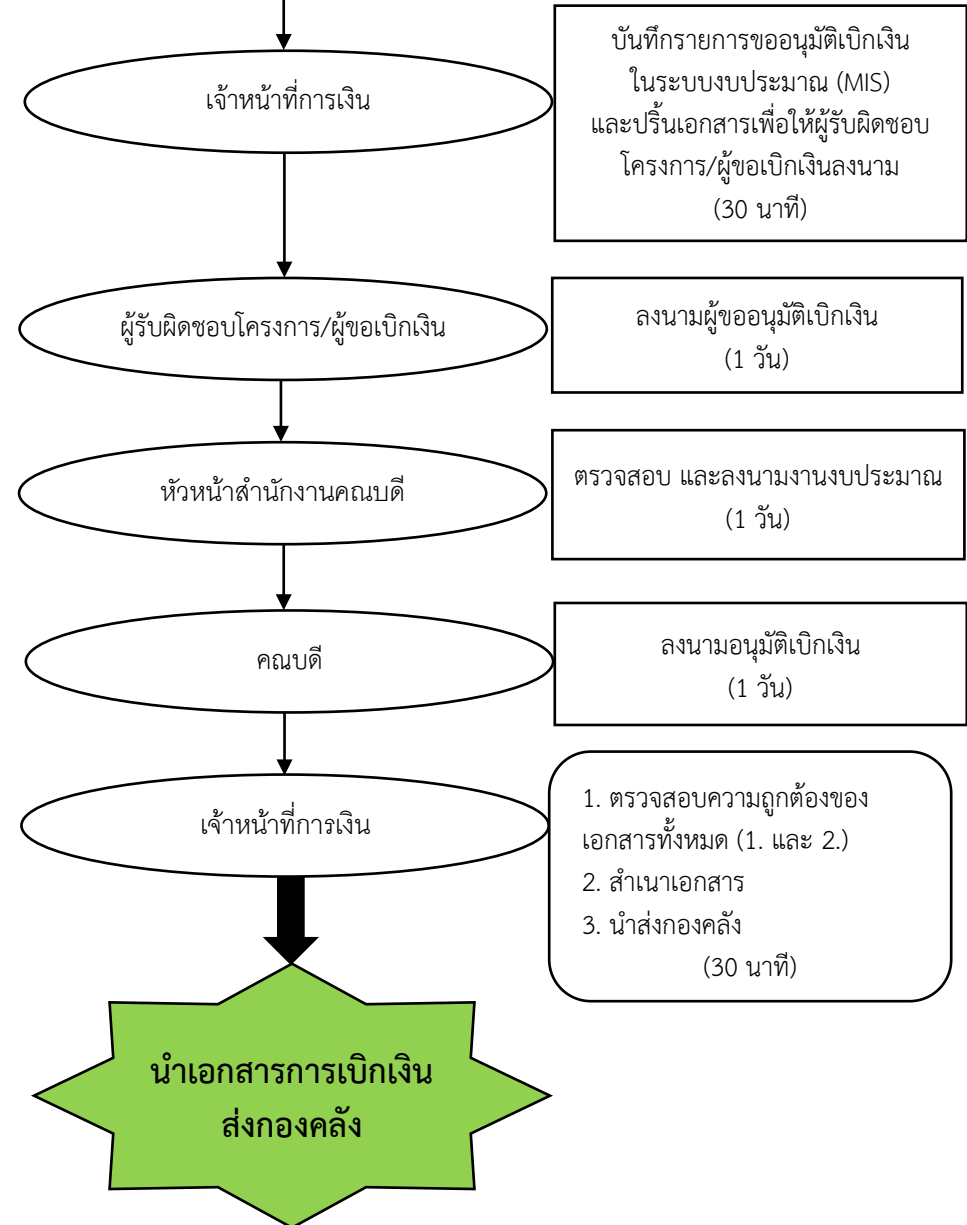 เจ้าหน้าที่การเงิน
บันทึกรายการขออนุมัติเบิกเงิน
ในระบบงบประมาณ (MIS)
และปริ้นเอกสารเพื่อให้ผู้รับผิดชอบ
โครงการ/ผู้ขอเบิกเงินลงนาม
(30 นาที)
ผู้รับผิดชอบโครงการ/ผู้ขอเบิกเงิน
ลงนามผู้ขออนุมัติเบิกเงิน
(1 วัน)
หัวหน้าสำนักงานคณบดี
ตรวจสอบ และลงนามงานงบประมาณ
(1 วัน)
คณบดี
ลงนามอนุมัติเบิกเงิน
(1 วัน)
เจ้าหน้าที่การเงิน
1. ตรวจสอบความถูกต้องของ
เอกสารทั้งหมด (1. และ 2.)
2. สำเนาเอกสาร
3. นำส่งกองคลัง
(30 นาที)
นำเอกสารการเบิกเงิน
ส่งกองคลัง